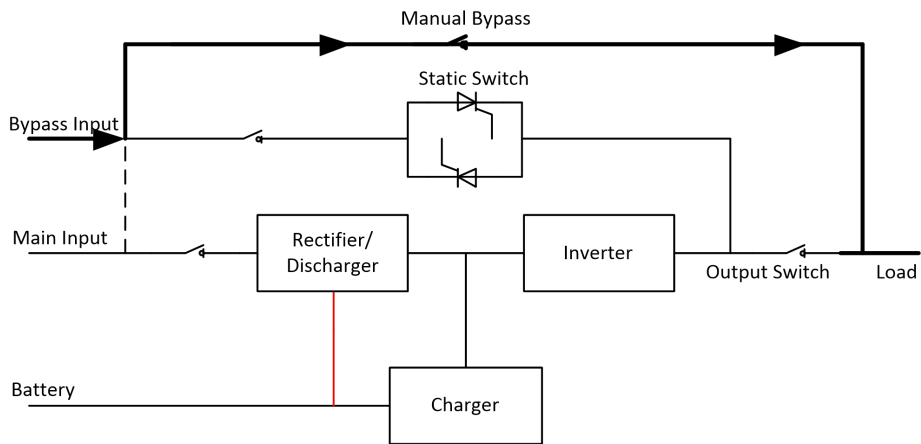 Manual Bypass
Static Switch
Bypass Input
Main Input
Rectifier/
Discharger
Inverter
Output Switch
Load
Battery
Charger